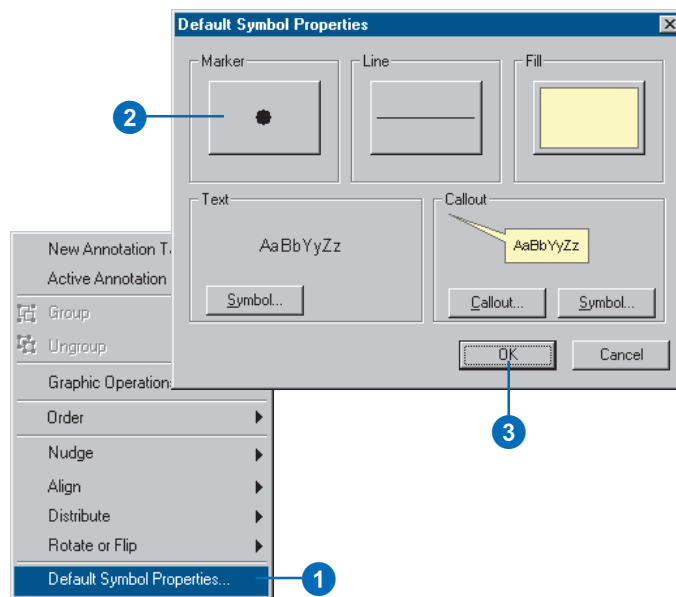 Default Symbol Properties
Marker
Line
Fill
2
Text
AaBbYyZz
Symbol...
Callout
AaBbYyZz
Callout...
Symbol...
OK
Cancel
3
New Annotation
Active Annotation
Group
Ungroup
Graphic Operation
Order
Nudge
Align
Distribute
Rotate or Flip
Default Symbol Properties...
1